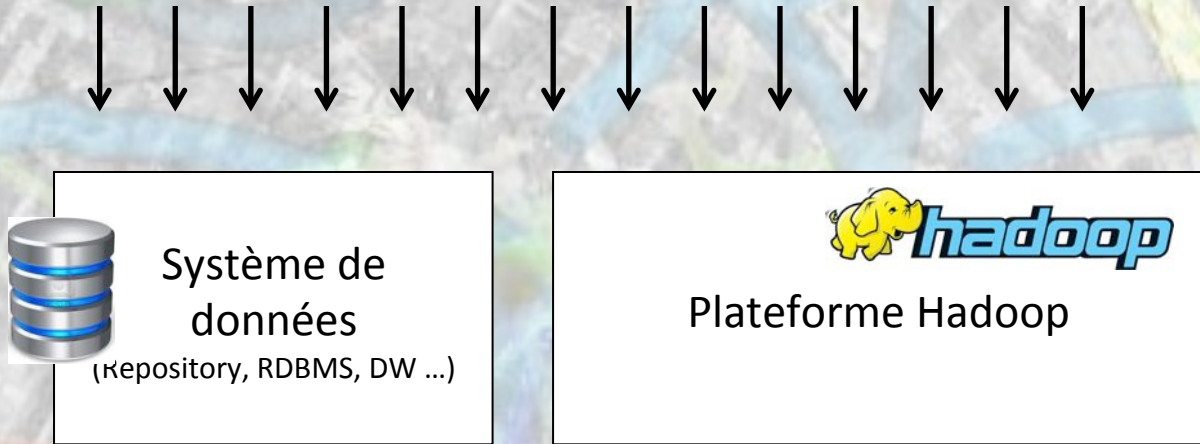 Système de
données
(Repository, RDBMS, DW …)
hadoop
Plateforme Hadoop